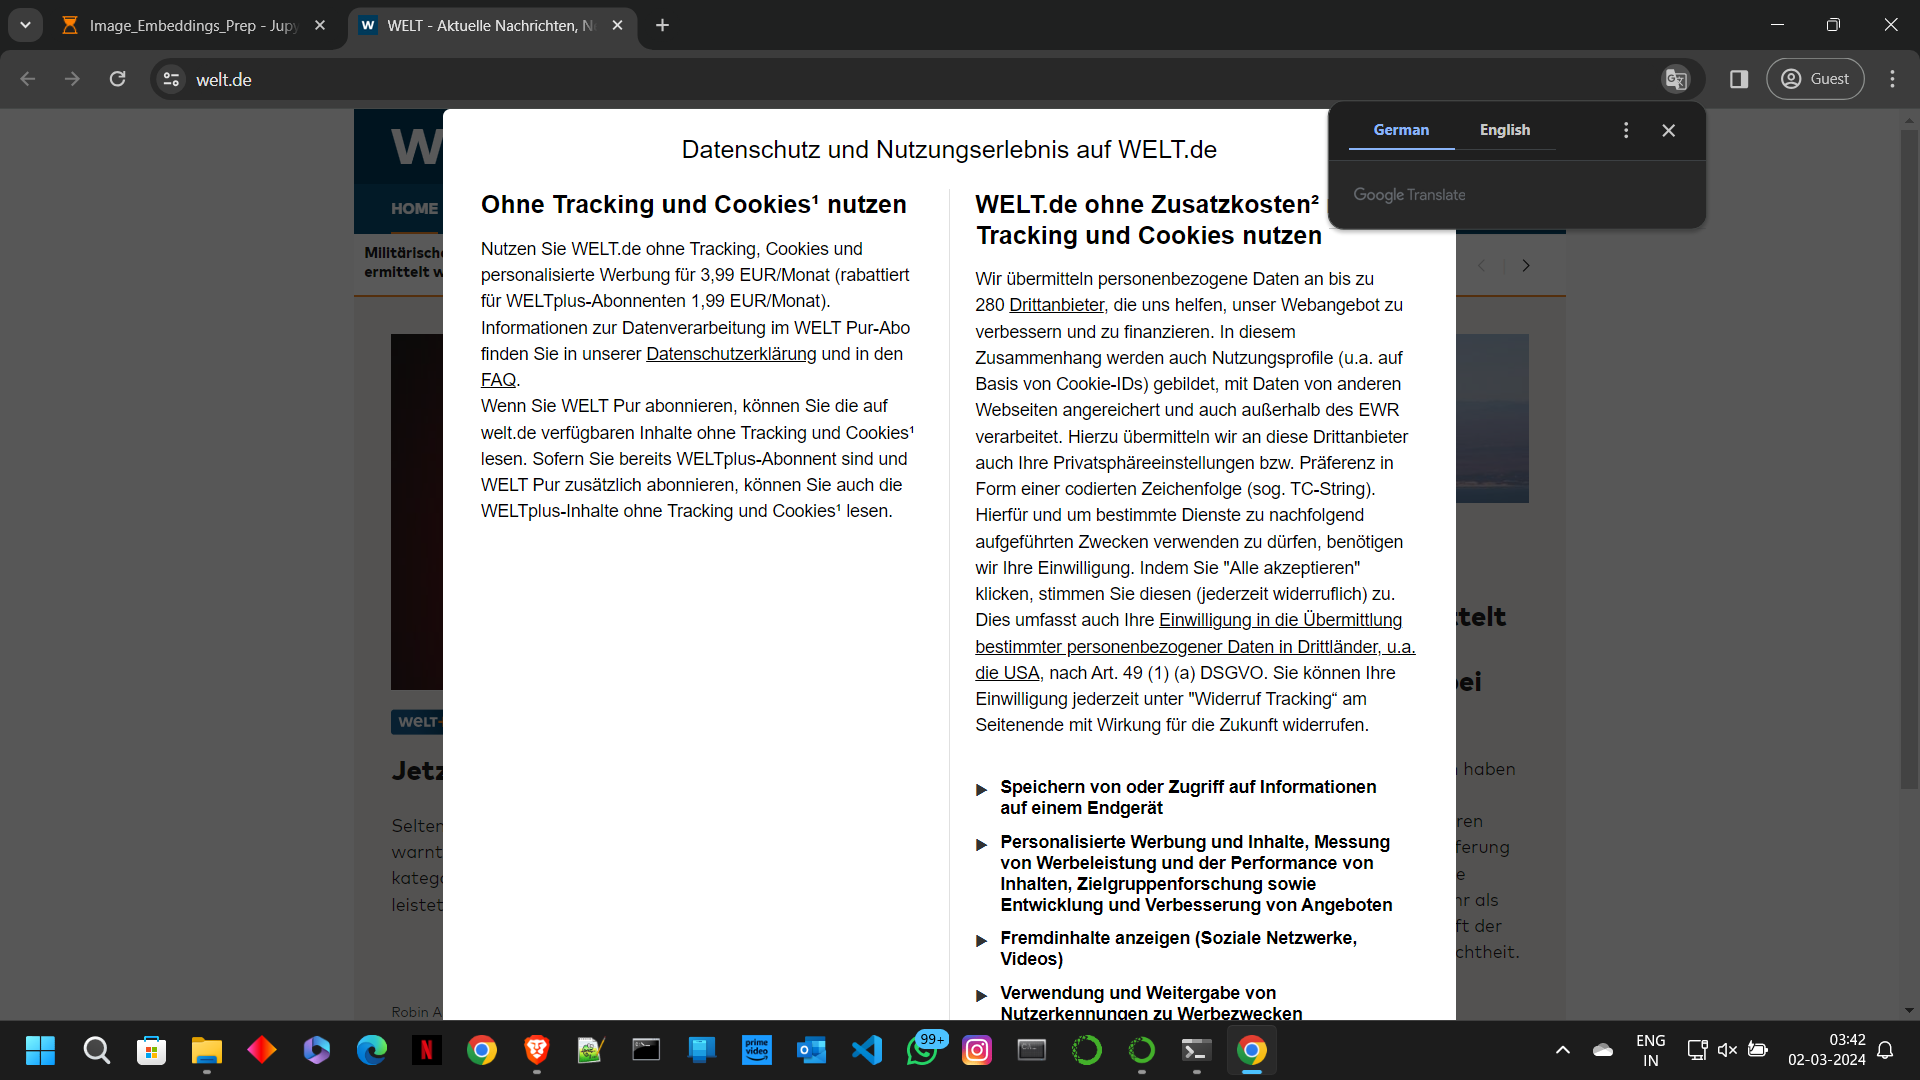 Image_Embeddings_Prep - Jupy
WELT - Aktuelle Nachrichten, N
welt.de
Guest
German
English
Google Translate
W
HOME
Militärische
ermittelt w
Datenschutz und Nutzungserlebnis auf WELT.de
Ohne Tracking und Cookies¹ nutzen
Nutzen Sie WELT.de ohne Tracking, Cookies und
personalisierte Werbung für 3,99 EUR/Monat (rabattiert
für WELTplus-Abonnenten 1,99 EUR/Monat).
Informationen zur Datenverarbeitung im WELT Pur-Abo
finden Sie in unserer Datenschutzerklärung und in den
FAQ.
Wenn Sie WELT Pur abonnieren, können Sie die auf
welt.de verfügbaren Inhalte ohne Tracking und Cookies¹
lesen. Sofern Sie bereits WELTplus-Abonnent sind und
WELT Pur zusätzlich abonnieren, können Sie auch die
WELTplus-Inhalte ohne Tracking und Cookies¹ lesen.
WELT.de ohne Zusatzkosten²
Tracking und Cookies nutzen
Wir übermitteln personenbezogene Daten an bis zu
280 Drittanbieter, die uns helfen, unser Webangebot zu
verbessern und zu finanzieren. In diesem
Zusammenhang werden auch Nutzungsprofile (u.a. auf
Basis von Cookie-IDs) gebildet, mit Daten von anderen
Webseiten angereichert und auch außerhalb des EWR
verarbeitet. Hierzu übermitteln wir an diese Drittanbieter
auch Ihre Privatsphäreeinstellungen bzw. Präferenz in
Form einer codierten Zeichenfolge (sog. TC-String).
Hierfür und um bestimmte Dienste zu nachfolgend
aufgeführten Zwecken verwenden zu dürfen, benötigen
wir Ihre Einwilligung. Indem Sie "Alle akzeptieren"
klicken, stimmen Sie diesen (jederzeit widerruflich) zu.
Dies umfasst auch Ihre Einwilligung in die Übermittlung
bestimmter personenbezogener Daten in Drittländer, u.a.
die USA, nach Art. 49 (1) (a) DSGVO. Sie können Ihre
Einwilligung jederzeit unter "Widerruf Tracking“ am
Seitenende mit Wirkung für die Zukunft widerrufen.
Speichern von oder Zugriff auf Informationen
auf einem Endgerät
Personalisierte Werbung und Inhalte, Messung
von Werbeleistung und der Performance von
Inhalten, Zielgruppenforschung sowie
Entwicklung und Verbesserung von Angeboten
Fremdinhalte anzeigen (Soziale Netzwerke,
Videos)
Verwendung und Weitergabe von
Nutzerkennungen zu Werbezwecken
WELT
Jetz
Selten
warnt
katego
leistet
Robin A
ttelt
bei
haben
ren
ferung
e
hr als
ft der
chtheit.
prime
video
99+
ENG
IN
03:42
02-03-2024